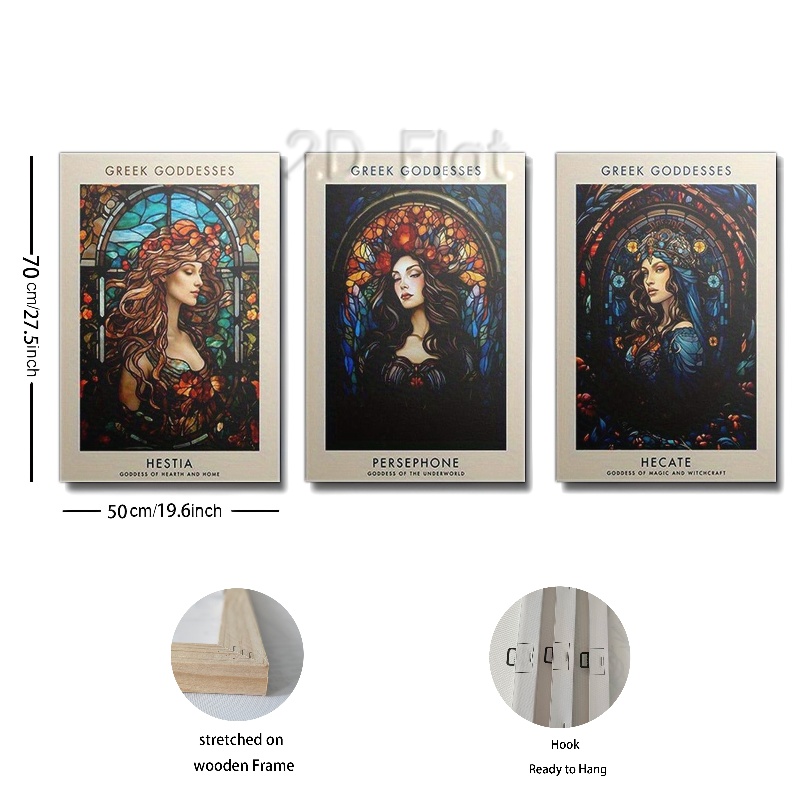 2D Flat
GREEK GODDESSES
GREEK GODDESSES
GREEK GODDESSES
70cm/27.5inch
HESTIA
GODDESS OF HEARTH AND HOME
PERSEPHONE
GODDESS OF THE UNDERWORLD
HECATE
GODDESS OF MAGIC AND WITCHCRAFT
50cm/19.6inch
stretched on
wooden Frame
Hook
Ready to Hang